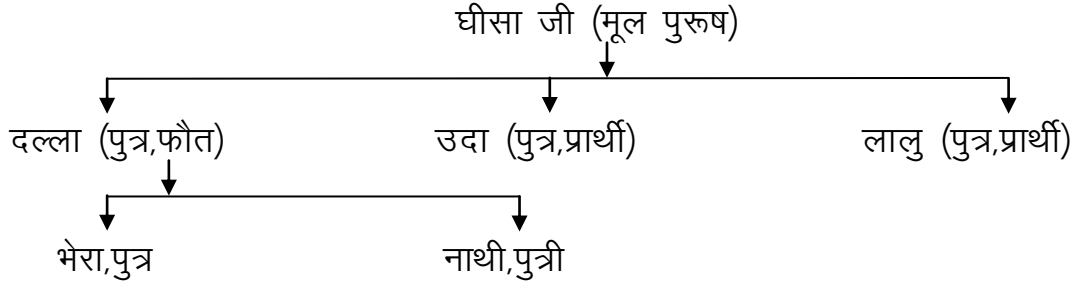 घीसा जी (मूल पुरूष)
दल्ला (पुत्र,फौत) उदा (पुत्र,प्रार्थी) लालु (पुत्र,प्रार्थी)
भेरा,पुत्र नाथी,पुत्री